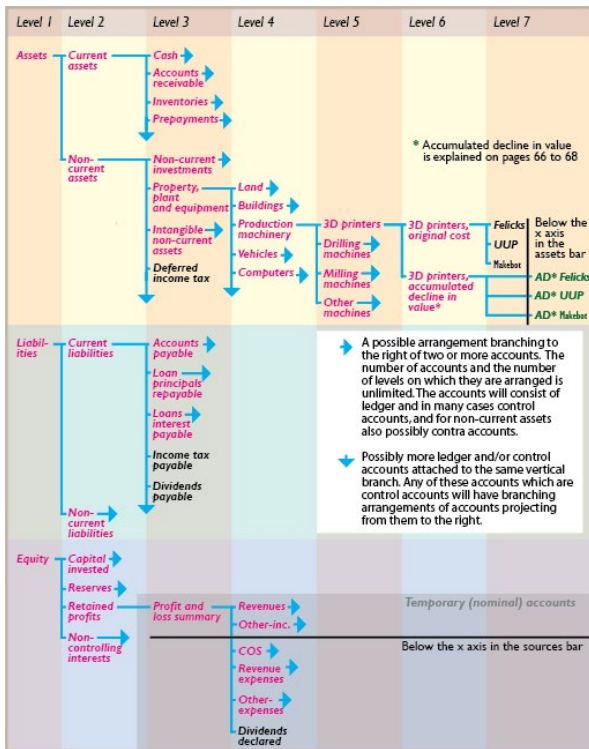 Level 1 Level 2 Level 3 Level 4 Level 5 Level 6 Level 7
Assets
Current
assets
Cash
Accounts
receivable
Inventories
Prepayments
* Accumulated decline in value
is explained on pages 66 to 68
Non-
current
assets
Non-current
investments
Property,
plant
and equipment
Intangible
non-current
assets
Deferred
income tax
Land
Buildings
Production
machinery
Vehicles
Computers
3D printers
Drilling
machines
Milling
machines
Other
machines
3D printers,
original cost
3D printers,
accumulated
decline
in value*
Felicks
UUP
Makebot
Below the
x axis
in the
assets bar
AD* Felicks
AD* UUP
AD* Makebot
Liabil-
ities
Current
liabilities
Accounts
payable
Loan
principals
repayable
Loans
interest
payable
Income tax
payable
Dividends
payable
Non-
current
liabilities
A possible arrangement branching to
the right of two or more accounts. The
number of accounts and the number
of levels on which they are arranged is
unlimited. The accounts will consist of
ledger and in many cases control
accounts, and for non-current assets
also possibly contra accounts.
Possibly more ledger and/or control
accounts attached to the same vertical
branch. Any of these accounts which are
control accounts will have branching
arrangements of accounts projecting
from them to the right.
Equity
Capital
invested
Reserves
Retained
profits
Non-
controlling
interests
Profit and
loss summary
Revenues
Other-inc.
Temporary (nominal) accounts
Below the x axis in the sources bar
COS
Revenue
expenses
Other-
expenses
Dividends
declared